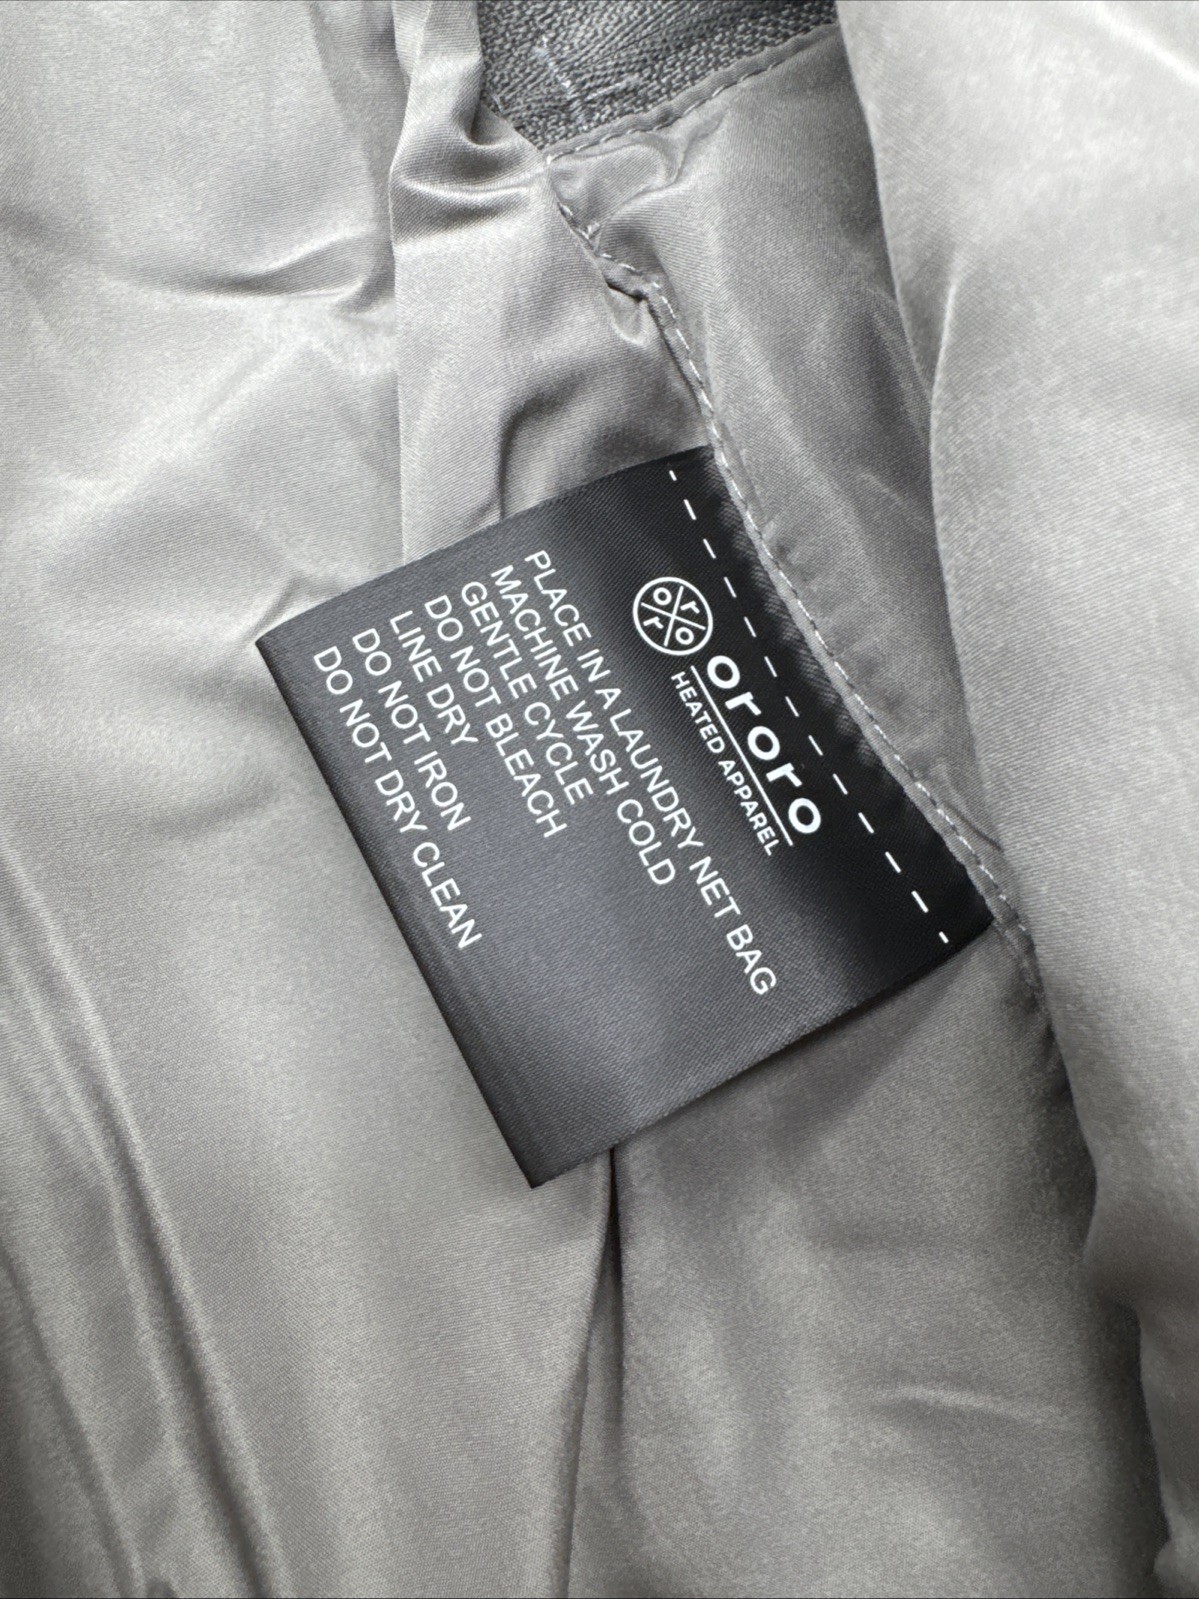 ororo
ororo
HEATED APPAREL
PLACE IN A LAUNDRY NET BAG
MACHINE WASH COLD
GENTLE CYCLE
DO NOT BLEACH
LINE DRY
DO NOT IRON
DO NOT DRY CLEAN